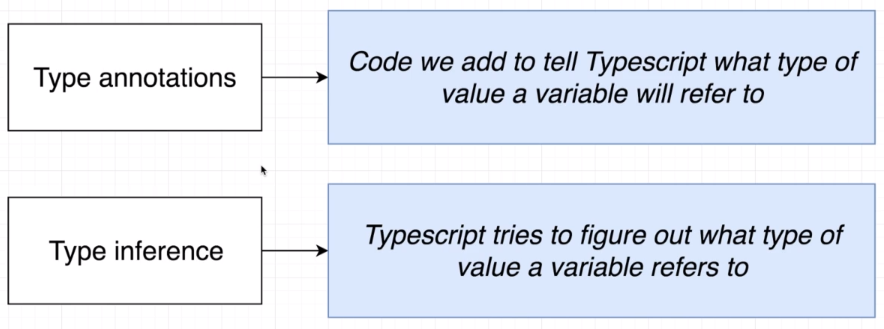 Type annotations
Code we add to tell Typescript what type of
value a variable will refer to
Type inference
Typescript tries to figure out what type of
value a variable refers to